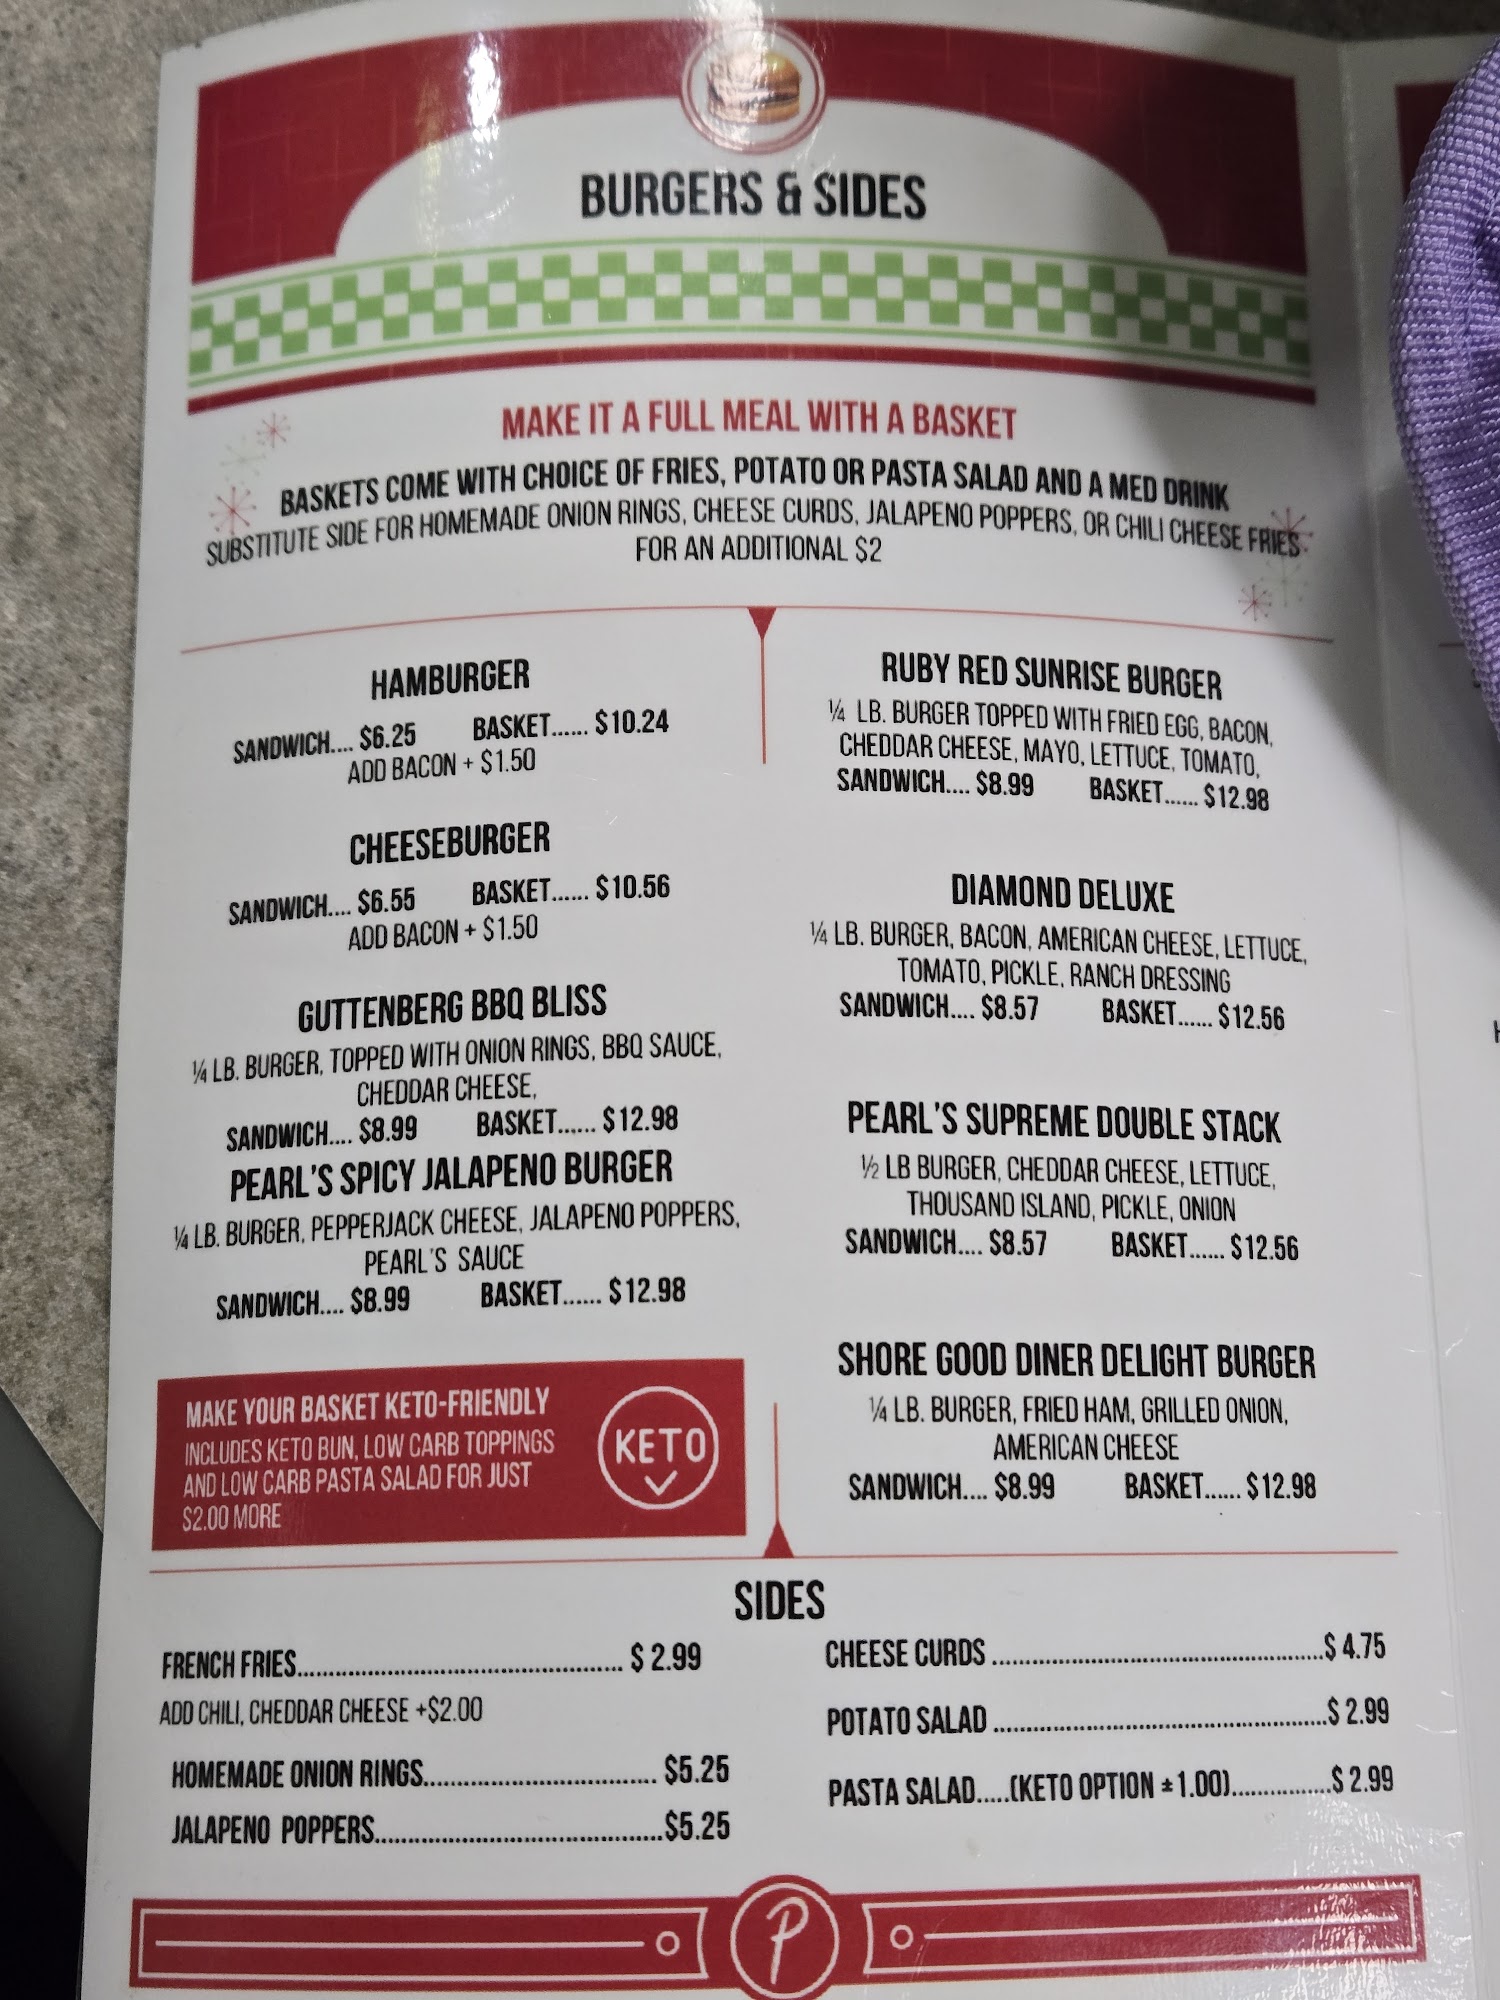 BURGERS & SIDES
MAKE IT A FULL MEAL WITH A BASKET
BASKETS COME WITH CHOICE OF FRIES, POTATO OR PASTA SALAD AND A MED DRINK
SUBSTITUTE SIDE FOR HOMEMADE ONION RINGS, CHEESE CURDS, JALAPENO POPPERS, OR CHILI CHEESE FRIES
FOR AN ADDITIONAL $2
HAMBURGER
SANDWICH.... $6.25 BASKET...... $10.24
ADD BACON + $1.50
CHEESEBURGER
SANDWICH.... $6.55 BASKET...... $10.56
ADD BACON + $1.50
GUTTENBERG BBQ BLISS
¼ LB. BURGER, TOPPED WITH ONION RINGS, BBQ SAUCE,
CHEDDAR CHEESE,
SANDWICH.... $8.99 BASKET...... $12.98
PEARL'S SPICY JALAPENO BURGER
¼ LB. BURGER, PEPPERJACK CHEESE, JALAPENO POPPERS,
PEARL'S SAUCE
SANDWICH.... $8.99 BASKET...... $12.98
MAKE YOUR BASKET KETO-FRIENDLY
INCLUDES KETO BUN, LOW CARB TOPPINGS
AND LOW CARB PASTA SALAD FOR JUST
$2.00 MORE
KETO
RUBY RED SUNRISE BURGER
¼ LB. BURGER TOPPED WITH FRIED EGG, BACON,
CHEDDAR CHEESE, MAYO, LETTUCE, TOMATO,
SANDWICH.... $8.99 BASKET...... $12.98
DIAMOND DELUXE
¼ LB. BURGER, BACON, AMERICAN CHEESE, LETTUCE,
TOMATO, PICKLE, RANCH DRESSING
SANDWICH.... $8.57 BASKET...... $12.56
PEARL'S SUPREME DOUBLE STACK
½ LB BURGER, CHEDDAR CHEESE, LETTUCE,
THOUSAND ISLAND, PICKLE, ONION
SANDWICH.... $8.57 BASKET...... $12.56
SHORE GOOD DINER DELIGHT BURGER
¼ LB. BURGER, FRIED HAM, GRILLED ONION,
AMERICAN CHEESE
SANDWICH.... $8.99 BASKET...... $12.98
SIDES
FRENCH FRIES.................................................. $ 2.99
ADD CHILI, CHEDDAR CHEESE +$2.00
HOMEMADE ONION RINGS.................................... $5.25
JALAPENO POPPERS............................................$5.25
CHEESE CURDS ...................................................$ 4.75
POTATO SALAD ...................................................$ 2.99
PASTA SALAD.....(KETO OPTION ±1.00)...............$ 2.99
P